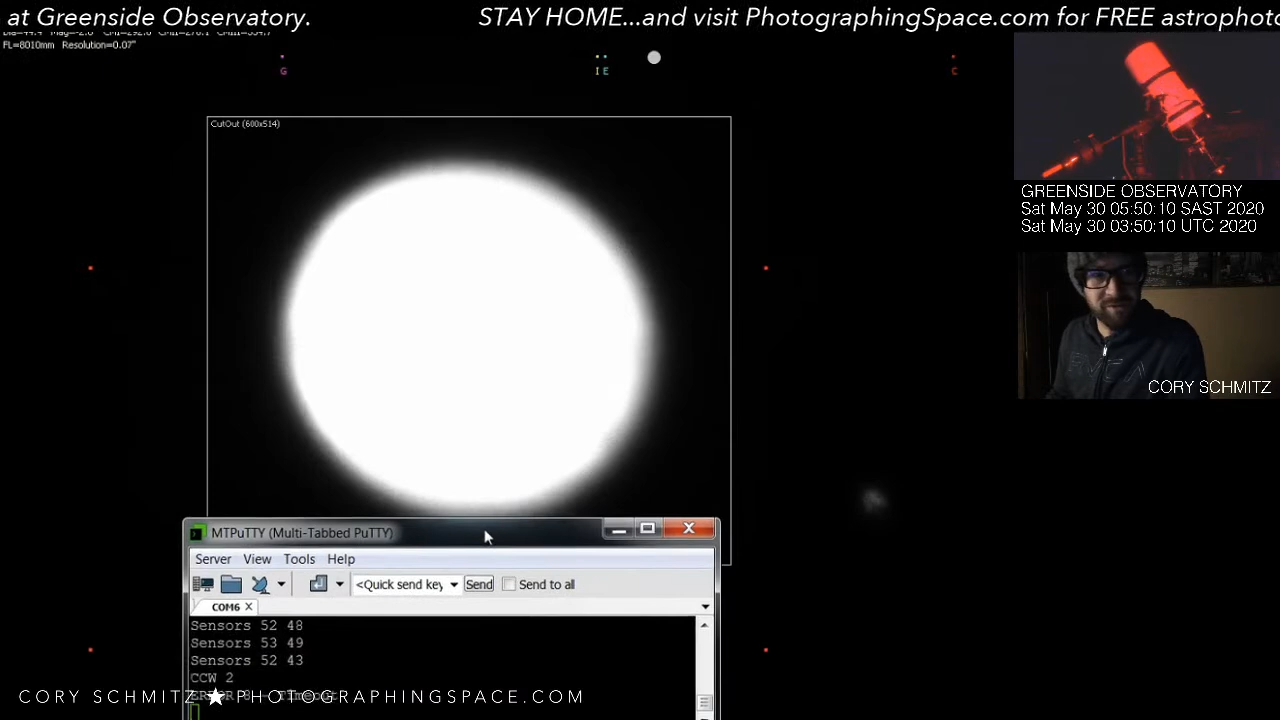 at Greenside Observatory.
STAY HOME...and visit PhotographingSpace.com for FREE astrophoto
FL=8010mm Resolution=0.07"
G
I E
C
CutOut (600x514)
GREENSIDE OBSERVATORY
Sat May 30 05:50:10 SAST 2020
Sat May 30 03:50:10 UTC 2020
CORY SCHMITZ
MTPuTTY (Multi-Tabbed PuTTY)
Server View Tools Help
<Quick send key Send Send to all
COM6
Sensors 52 48
Sensors 53 49
Sensors 52 43
CCW 2
CORY SCHMITZ ★ PHOTOGRAPHINGSPACE.COM